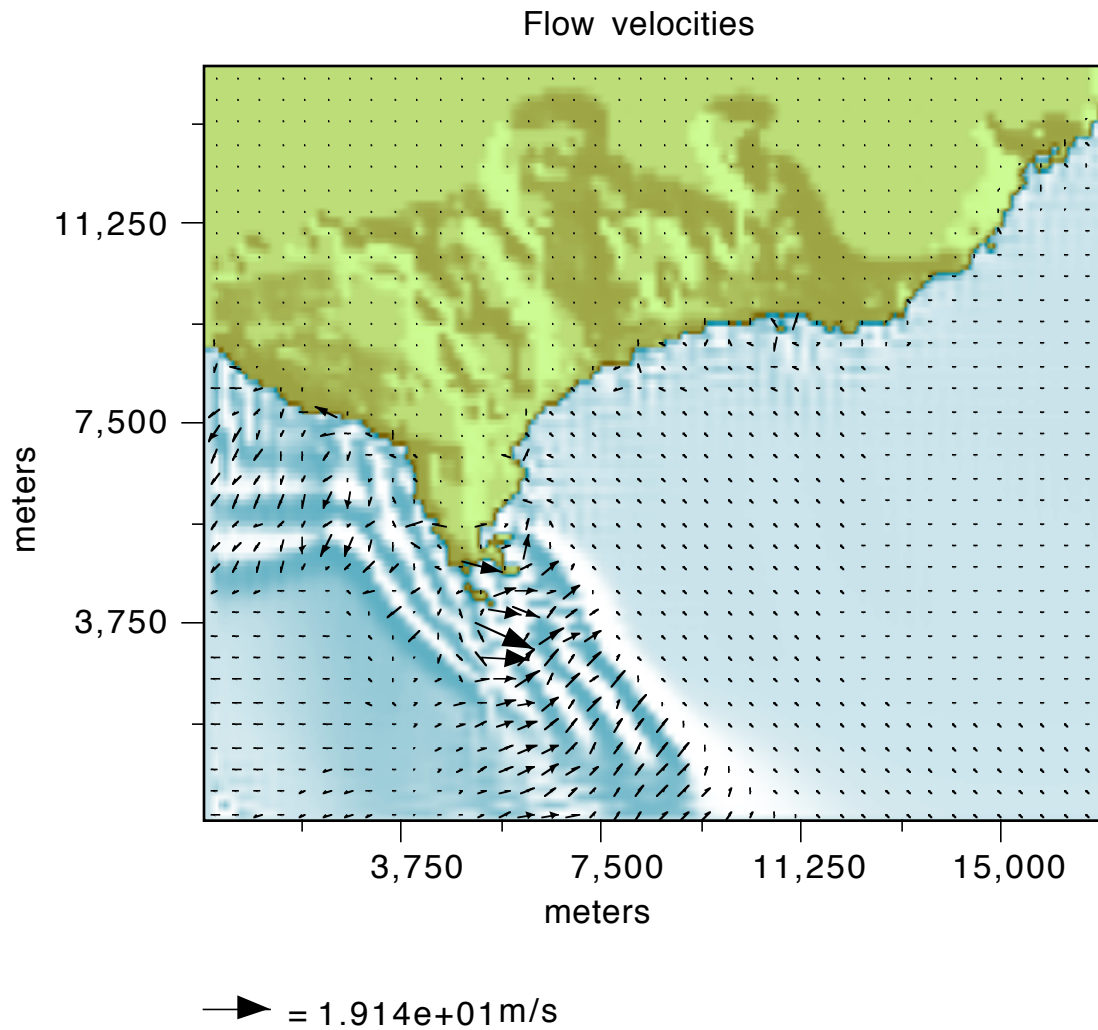 Flow velocities
11,250
7,500
3,750
meters
3,750 7,500 11,250 15,000
meters
= 1.914e+01m/s